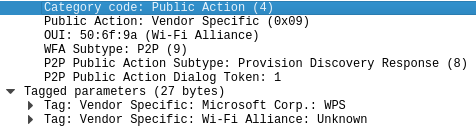 Category code: Public Action (4)
Public Action: Vendor Specific (0x09)
OUI: 50:6f:9a (Wi-Fi Alliance)
WFA Subtype: P2P (9)
P2P Public Action Subtype: Provision Discovery Response (8)
P2P Public Action Dialog Token: 1
Tagged parameters (27 bytes)
Tag: Vendor Specific: Microsoft Corp.: WPS
Tag: Vendor Specific: Wi-Fi Alliance: Unknown